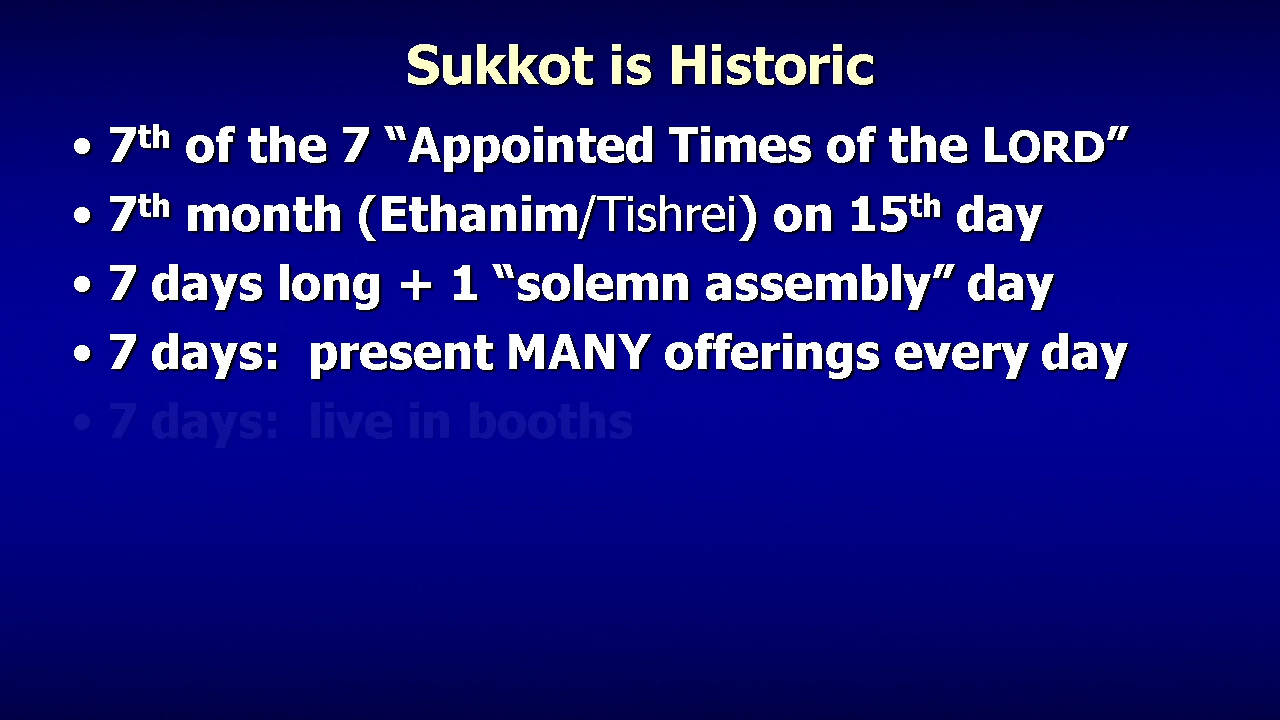 Sukkot is Historic
• 7th of the 7 “Appointed Times of the LORD”
• 7th month (Ethanim/Tishrei) on 15th day
• 7 days long + 1 “solemn assembly” day
• 7 days:  present MANY offerings every day
• 7 days:  live in booths